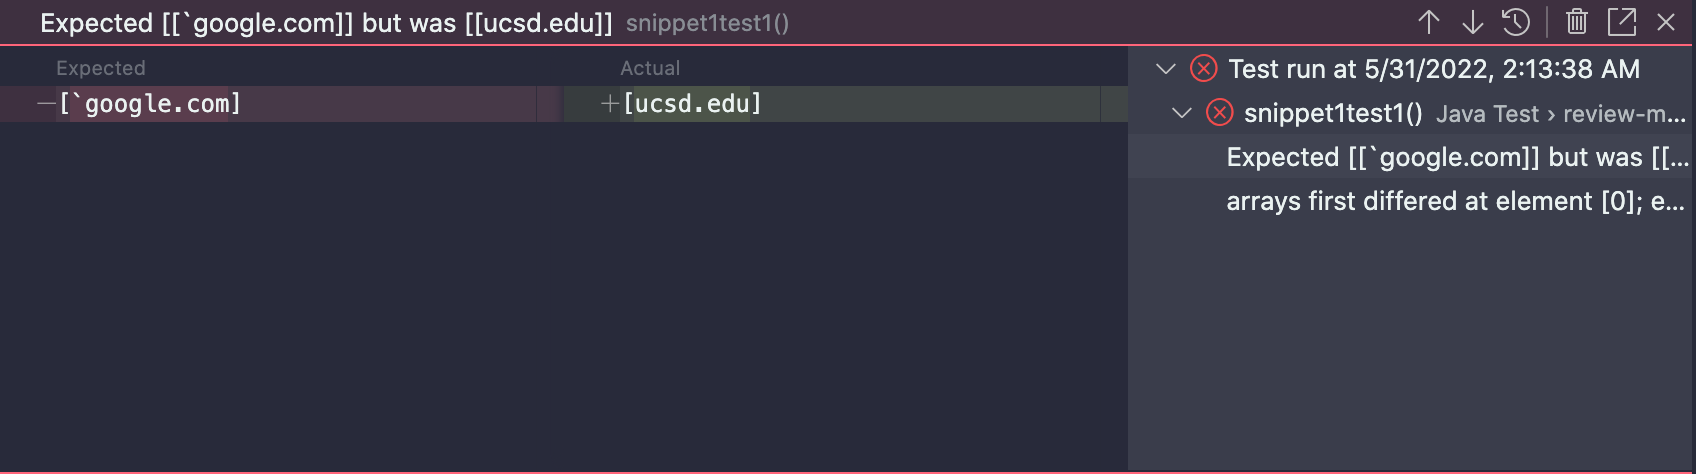 Expected [[`google.com]] but was [[ucsd.edu]] snippet1test1()
Expected
Actual
−[`google.com]
+[ucsd.edu]
Test run at 5/31/2022, 2:13:38 AM
snippet1test1() Java Test › review-m...
Expected [[`google.com]] but was [[...
arrays first differed at element [0]; e...